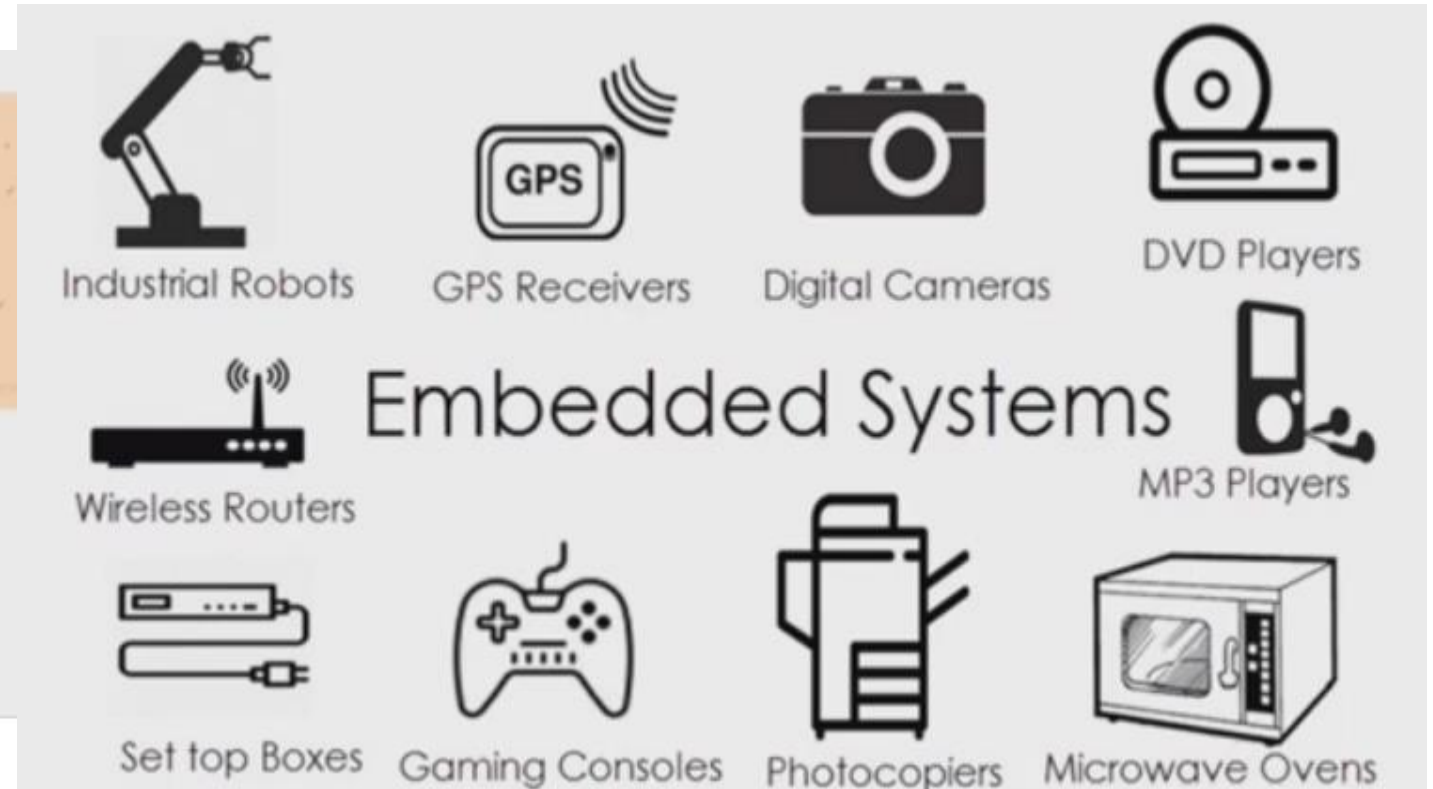 GPS
Industrial Robots
GPS Receivers
Digital Cameras
DVD Players
Embedded Systems
Wireless Routers
MP3 Players
Set top Boxes
Gaming Consoles
Photocopiers
Microwave Ovens